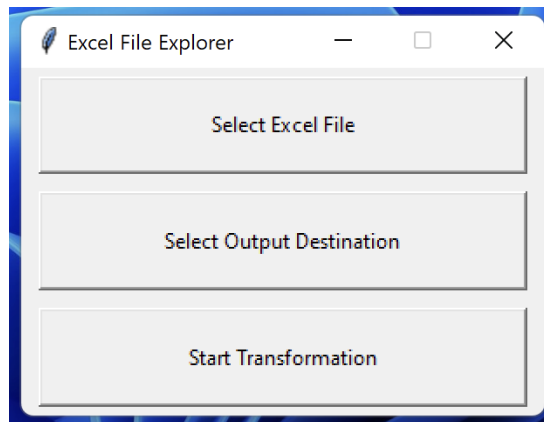 Excel File Explorer
Select Excel File
Select Output Destination
Start Transformation